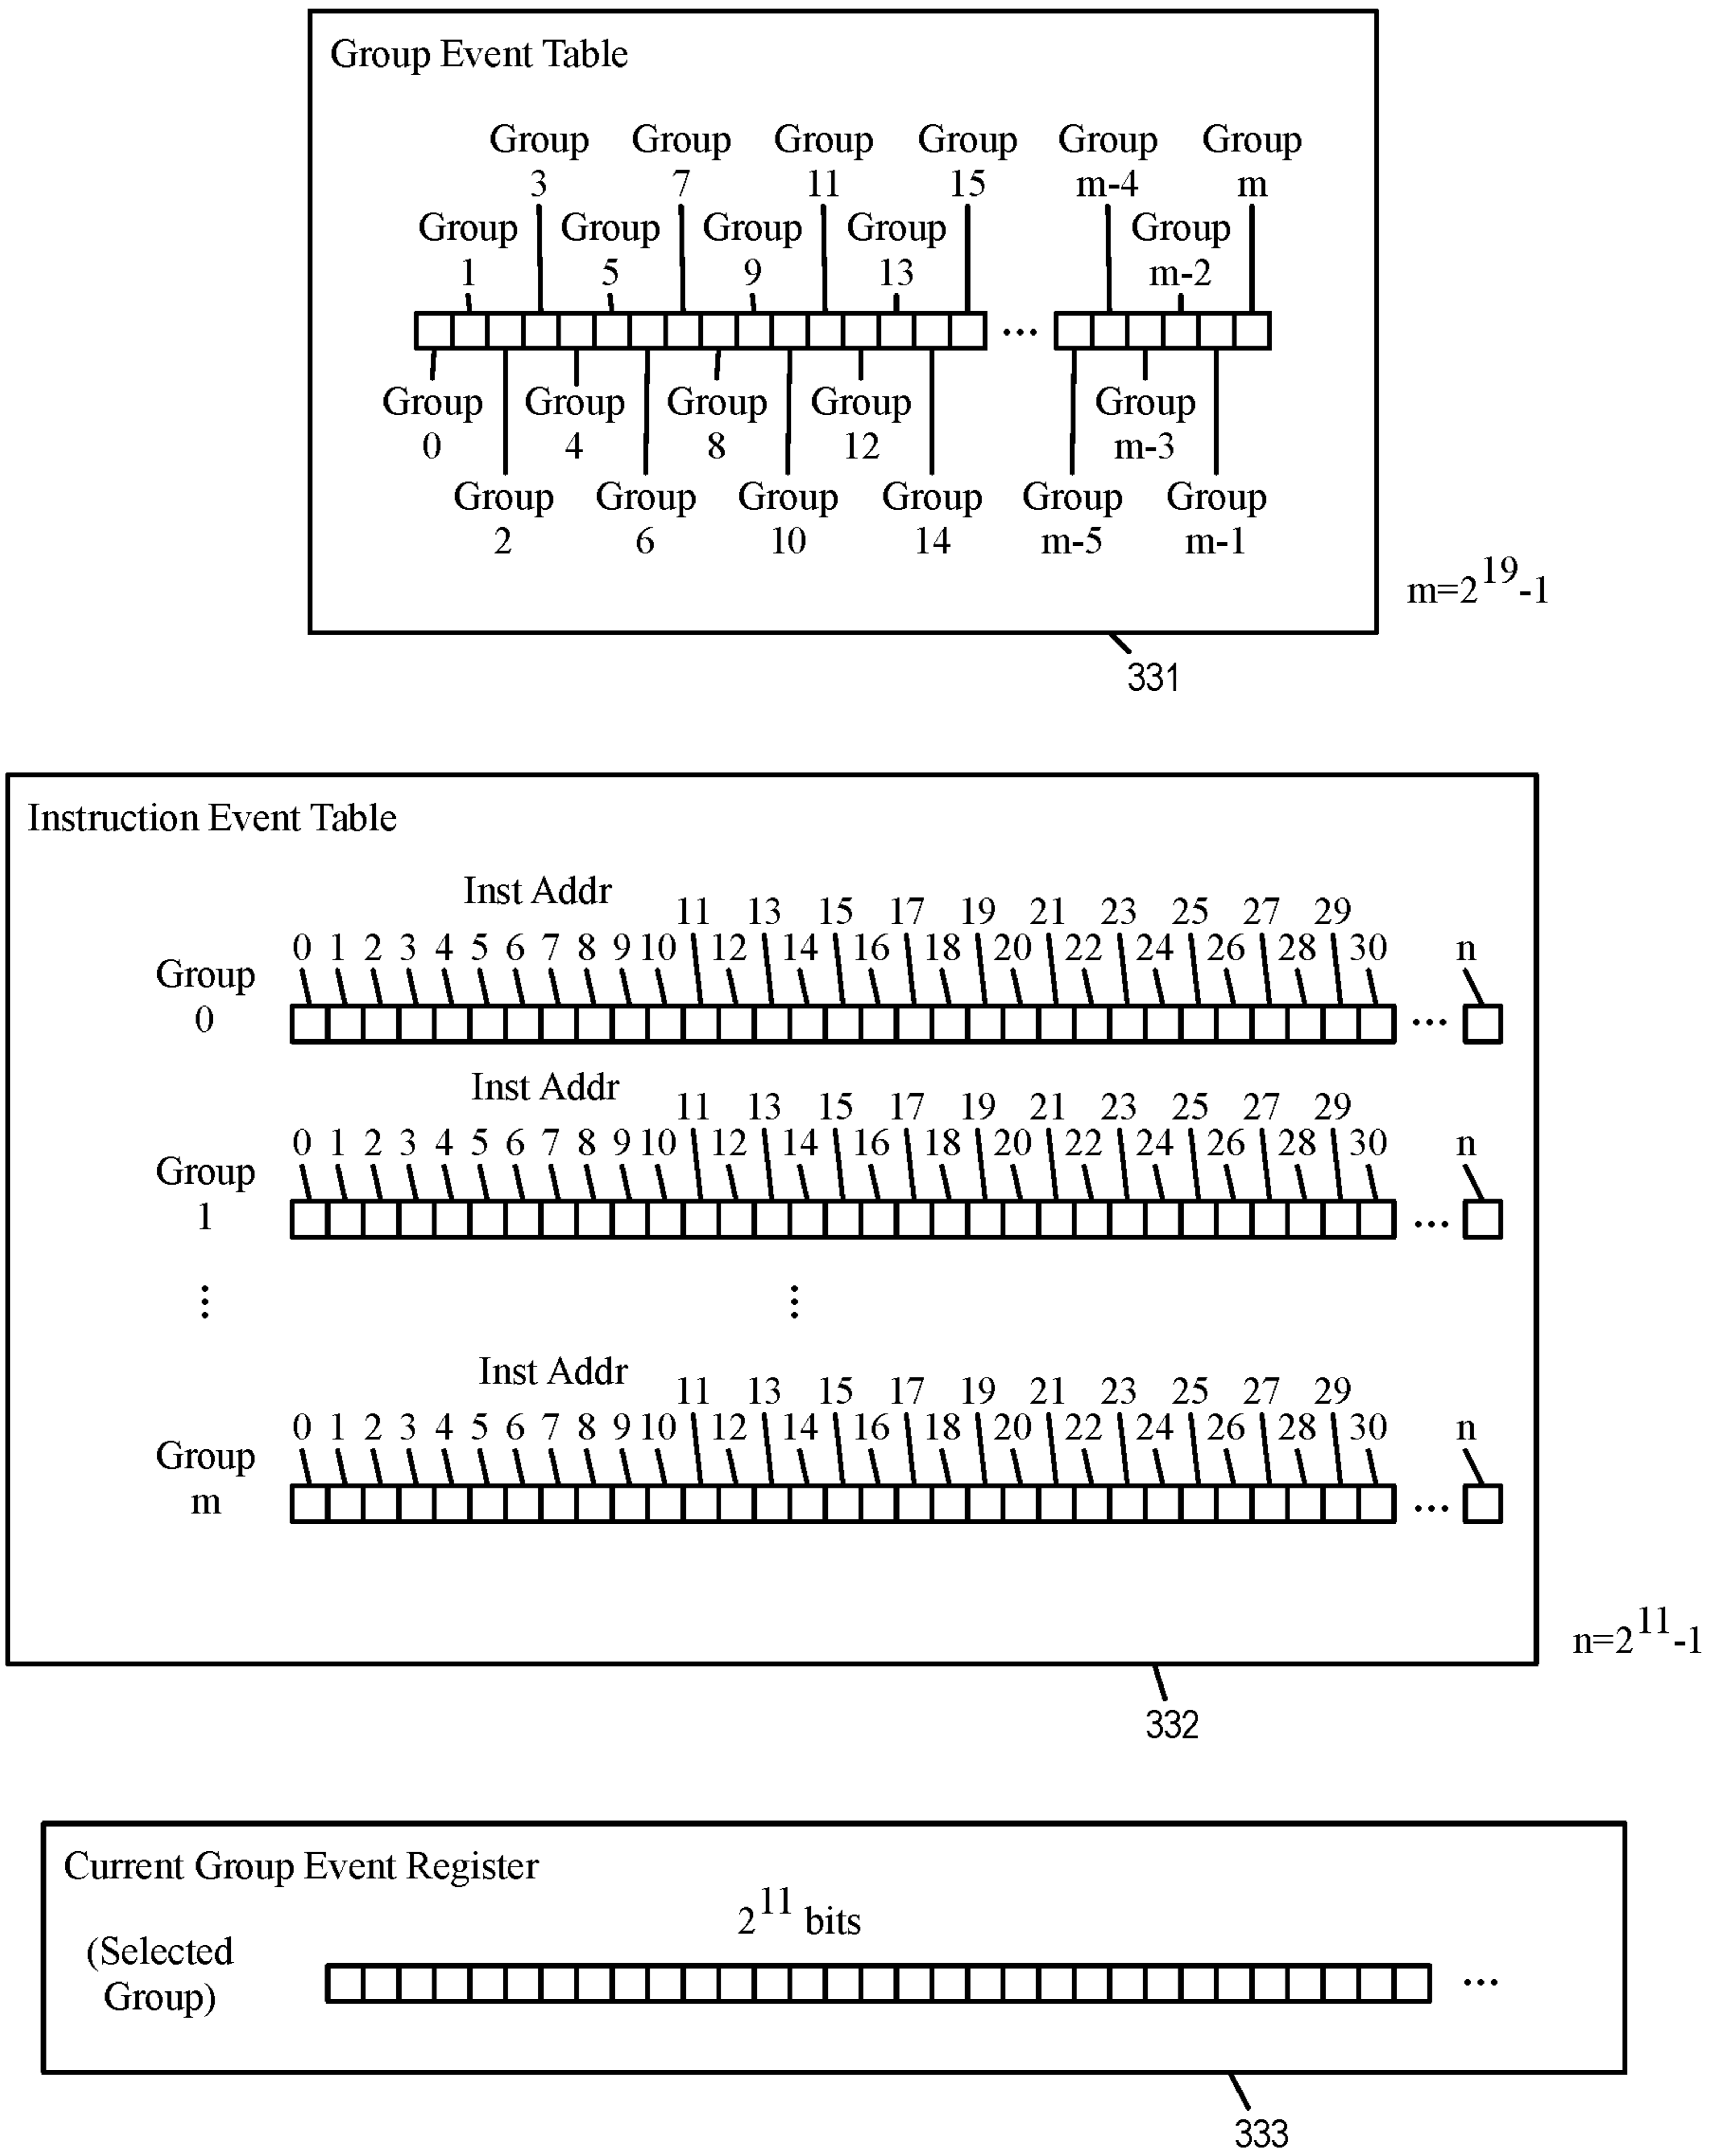 Group Event Table
Group Group Group Group Group Group
3 7 11 15 m-4 m
Group Group Group Group Group
1 5 9 13 m-2
...
Group Group Group Group Group
0 4 8 12 m-3
Group Group Group Group Group Group
2 6 10 14 m-5 m-1
m=2^19-1
331
Instruction Event Table
Inst Addr
11 13 15 17 19 21 23 25 27 29
0 1 2 3 4 5 6 7 8 9 10 12 14 16 18 20 22 24 26 28 30 n
Group
0 ...
Inst Addr
11 13 15 17 19 21 23 25 27 29
0 1 2 3 4 5 6 7 8 9 10 12 14 16 18 20 22 24 26 28 30 n
Group
1 ...
Inst Addr
11 13 15 17 19 21 23 25 27 29
0 1 2 3 4 5 6 7 8 9 10 12 14 16 18 20 22 24 26 28 30 n
Group
m ...
n=2^11-1
332
Current Group Event Register
2^11 bits
(Selected
Group) ...
333